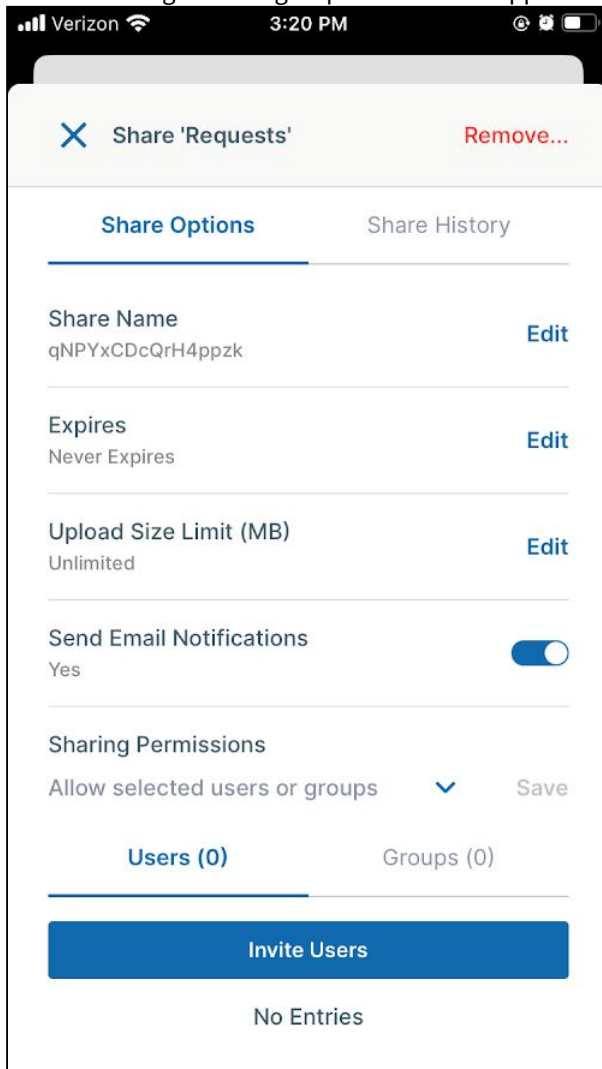 Verizon 3:20 PM
Share 'Requests' Remove...
Share Options Share History
Share Name
Edit
qNPYxCDcQrH4ppzk
Expires
Edit
Never Expires
Upload Size Limit (MB)
Edit
Unlimited
Send Email Notifications
Yes
Sharing Permissions
Allow selected users or groups Save
Users (0) Groups (0)
Invite Users
No Entries